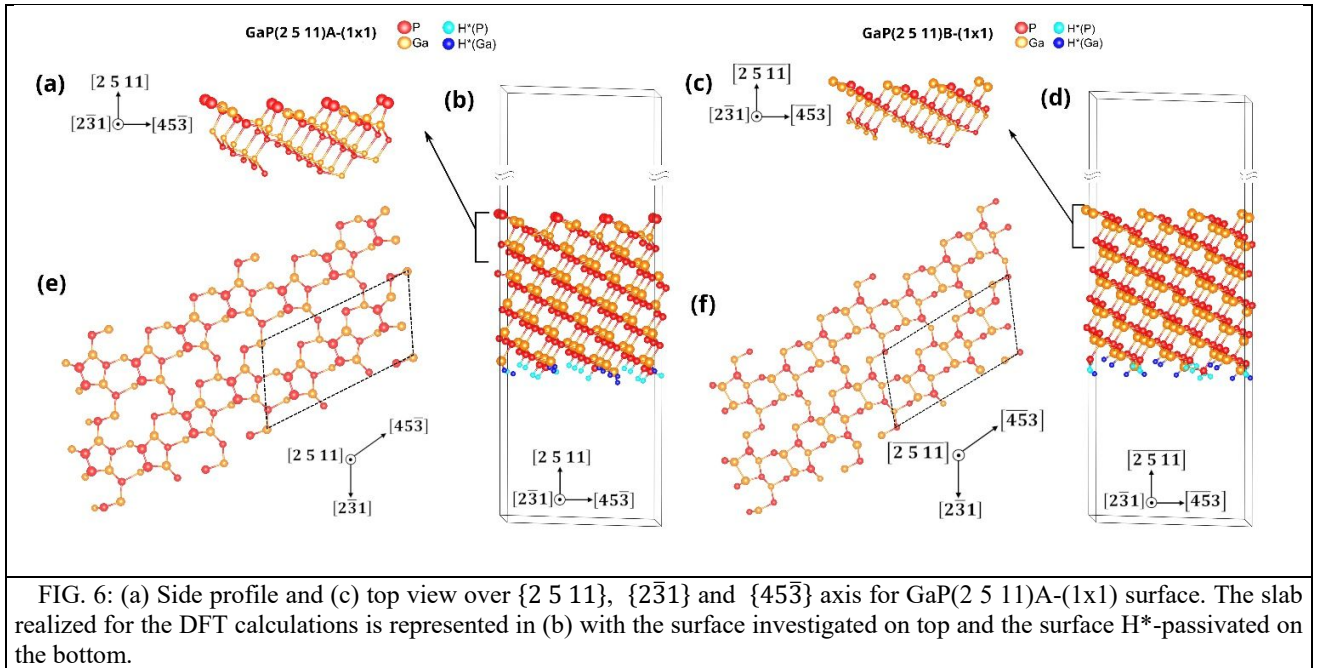 GaP(2 5 11)A-(1x1)
P H*(P)
Ga H*(Ga)
GaP(2 5 11)B-(1x1)
P H*(P)
Ga H*(Ga)
(a)
[2 5 11]
[23̅1] [453̅]
(b)
(c)
[2̅ ̅5̅ ̅1̅1̅]
[23̅1] [4̅5̅3]
(d)
(e)
[453̅]
[2 5 11]
[23̅1]
[2 5 11]
[23̅1] [453̅]
(f)
[4̅5̅3]
[2̅ ̅5̅ ̅1̅1̅]
[23̅1]
[2̅ ̅5̅ ̅1̅1̅]
[23̅1] [4̅5̅3]
FIG. 6: (a) Side profile and (c) top view over {2 5 11}, {23̅1} and {453̅} axis for GaP(2 5 11)A-(1x1) surface. The slab
realized for the DFT calculations is represented in (b) with the surface investigated on top and the surface H*-passivated on
the bottom.